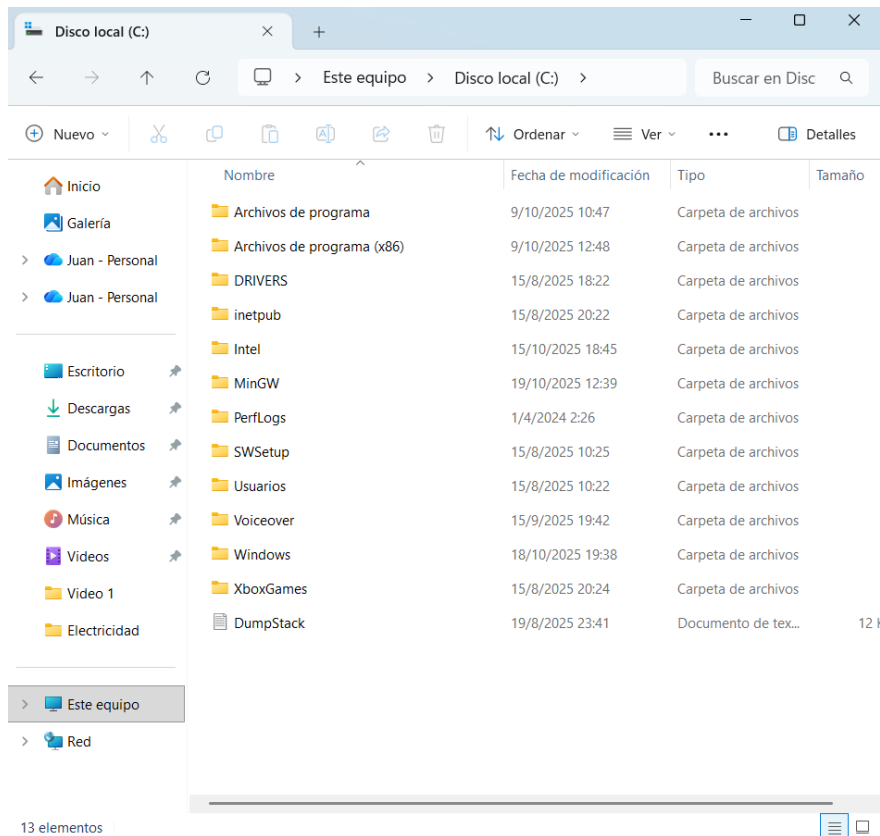 Disco local (C:)
Este equipo > Disco local (C:) >
Buscar en Disc
Nuevo
Ordenar
Ver
Detalles
Nombre
Fecha de modificación
Tipo
Tamaño
Inicio
Galería
Juan - Personal
Juan - Personal
Escritorio
Descargas
Documentos
Imágenes
Música
Videos
Video 1
Electricidad
Este equipo
Red
Archivos de programa 9/10/2025 10:47 Carpeta de archivos
Archivos de programa (x86) 9/10/2025 12:48 Carpeta de archivos
DRIVERS 15/8/2025 18:22 Carpeta de archivos
inetpub 15/8/2025 20:22 Carpeta de archivos
Intel 15/10/2025 18:45 Carpeta de archivos
MinGW 19/10/2025 12:39 Carpeta de archivos
PerfLogs 1/4/2024 2:26 Carpeta de archivos
SWSetup 15/8/2025 10:25 Carpeta de archivos
Usuarios 15/8/2025 10:22 Carpeta de archivos
Voiceover 15/9/2025 19:42 Carpeta de archivos
Windows 18/10/2025 19:38 Carpeta de archivos
XboxGames 15/8/2025 20:24 Carpeta de archivos
DumpStack 19/8/2025 23:41 Documento de tex... 12
13 elementos